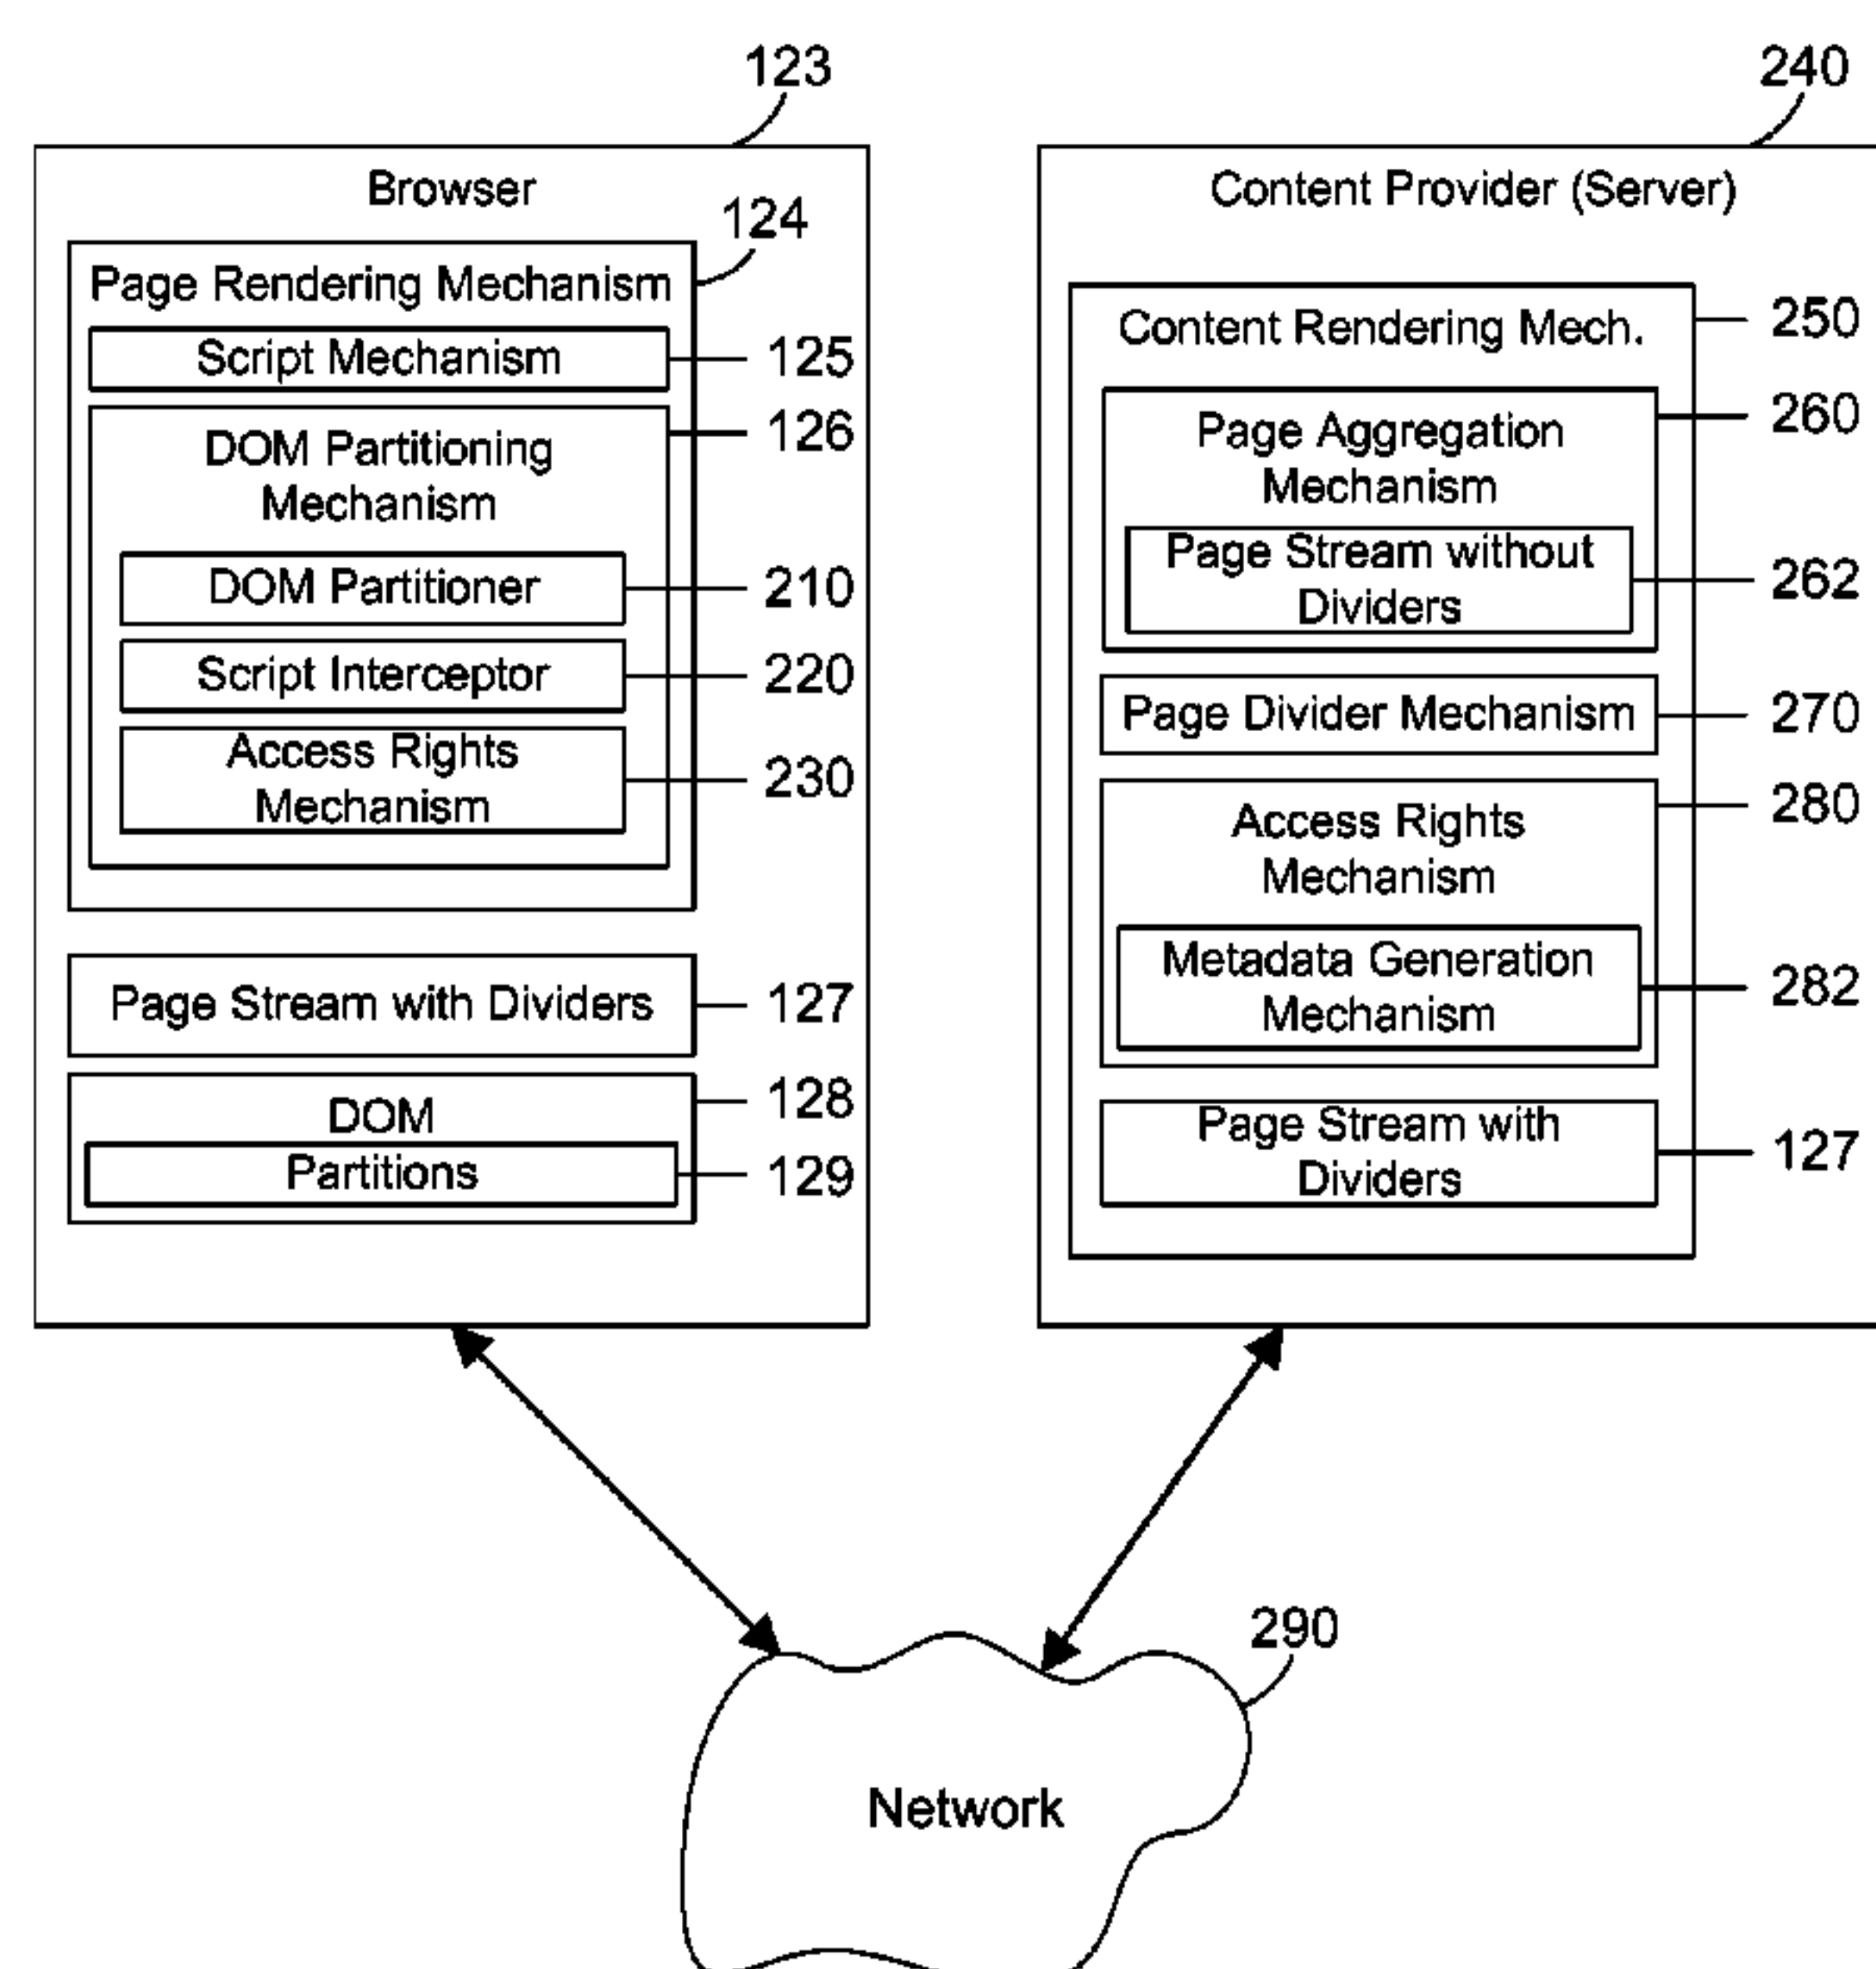 123
Browser
124
Page Rendering Mechanism
Script Mechanism
125
DOM Partitioning
Mechanism
126
DOM Partitioner
210
Script Interceptor
220
Access Rights
Mechanism
230
Page Stream with Dividers
127
DOM
128
Partitions
129
240
Content Provider (Server)
Content Rendering Mech.
250
Page Aggregation
Mechanism
260
Page Stream without
Dividers
262
Page Divider Mechanism
270
Access Rights
Mechanism
280
Metadata Generation
Mechanism
282
Page Stream with
Dividers
127
290
Network